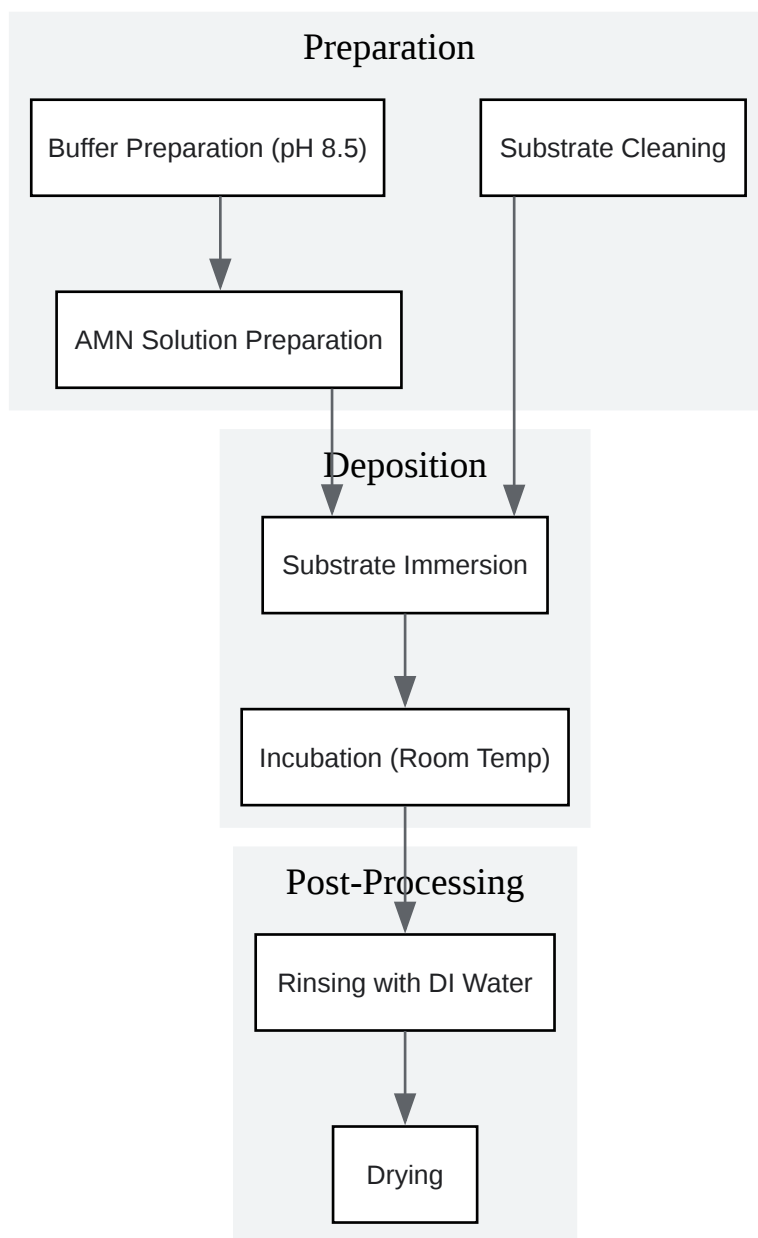 Preparation
Buffer Preparation (pH 8.5)
Substrate Cleaning
AMN Solution Preparation
Deposition
Substrate Immersion
Incubation (Room Temp)
Post-Processing
Rinsing with DI Water
Drying